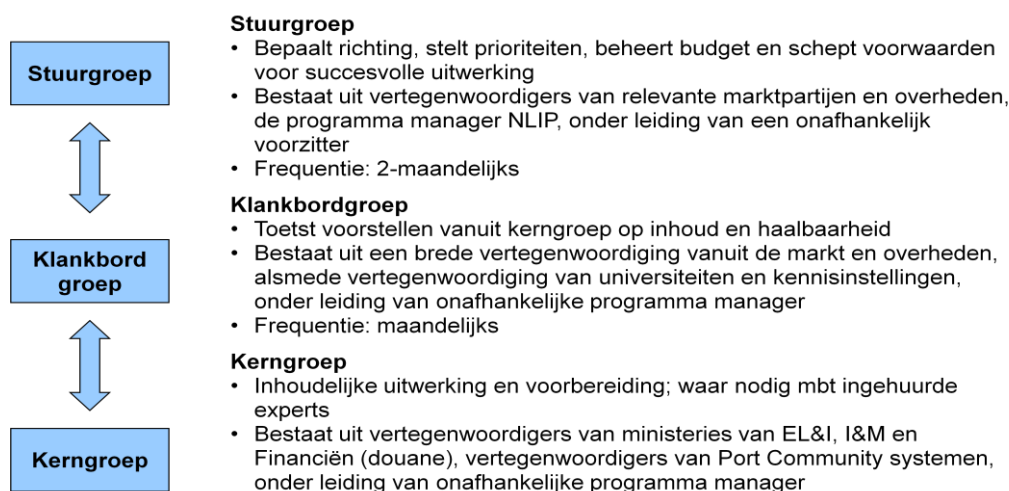 Stuurgroep
Stuurgroep
• Bepaalt richting, stelt prioriteiten, beheert budget en schept voorwaarden
voor succesvolle uitwerking
• Bestaat uit vertegenwoordigers van relevante marktpartijen en overheden,
de programma manager NLIP, onder leiding van een onafhankelijk
voorzitter
• Frequentie: 2-maandelijks
Klankbord
groep
Klankbordgroep
• Toetst voorstellen vanuit kerngroep op inhoud en haalbaarheid
• Bestaat uit een brede vertegenwoordiging vanuit de markt en overheden,
alsmede vertegenwoordiging van universiteiten en kennisinstellingen,
onder leiding van onafhankelijke programma manager
• Frequentie: maandelijks
Kerngroep
Kerngroep
• Inhoudelijke uitwerking en voorbereiding; waar nodig mbt ingehuurde
experts
• Bestaat uit vertegenwoordigers van ministeries van EL&I, I&M en
Financiën (douane), vertegenwoordigers van Port Community systemen,
onder leiding van onafhankelijke programma manager